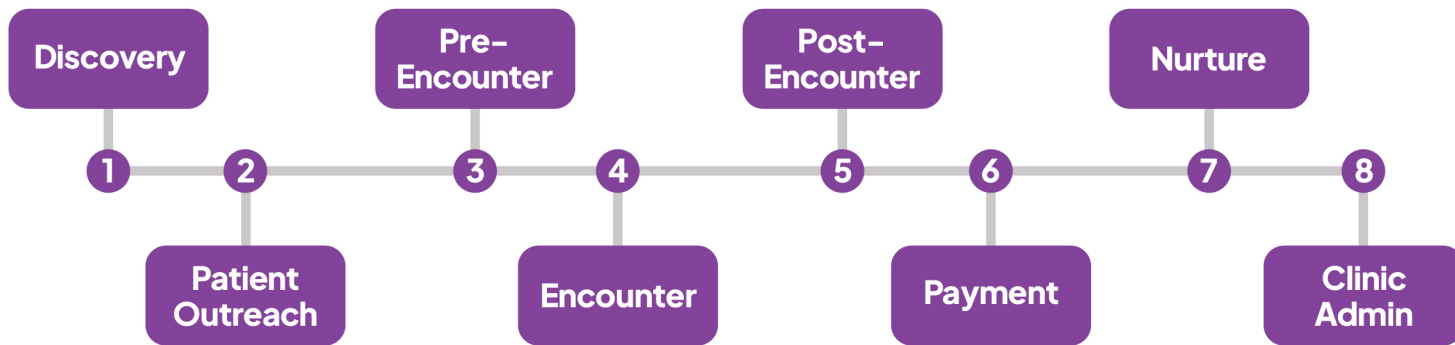 Discovery
1
2
Patient
Outreach
Pre-
Encounter
3
4
Encounter
Post-
Encounter
5
6
Payment
Nurture
7
8
Clinic
Admin